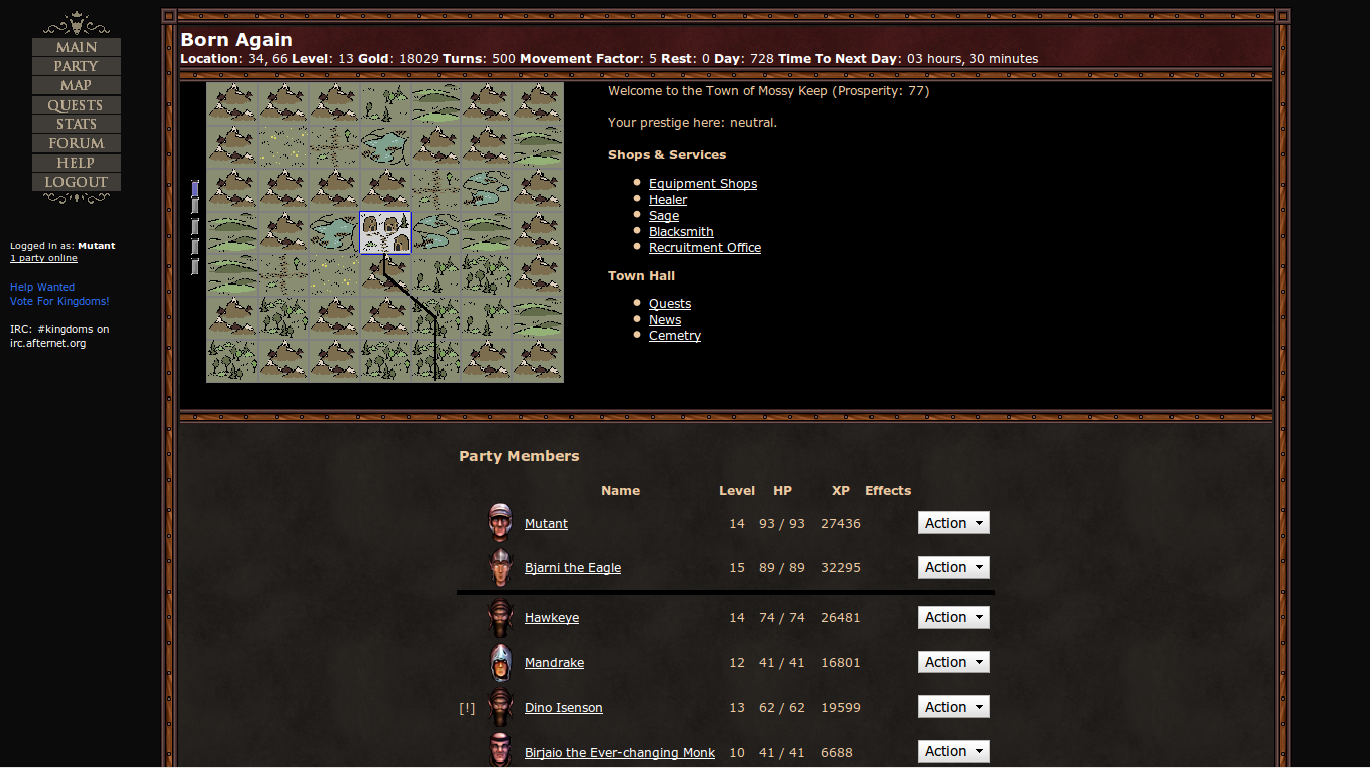 MAIN
PARTY
MAP
QUESTS
STATS
FORUM
HELP
LOGOUT
Logged in as: Mutant
1 party online
Help Wanted
Vote For Kingdoms!
IRC: #kingdoms on
irc.afternet.org
Born Again
Location: 34, 66 Level: 13 Gold: 18029 Turns: 500 Movement Factor: 5 Rest: 0 Day: 728 Time To Next Day: 03 hours, 30 minutes
Welcome to the Town of Mossy Keep (Prosperity: 77)
Your prestige here: neutral.
Shops & Services
Equipment Shops
Healer
Sage
Blacksmith
Recruitment Office
Town Hall
Quests
News
Cemetry
Party Members
Name Level HP XP Effects
Mutant 14 93 / 93 27436 Action
Bjarni the Eagle 15 89 / 89 32295 Action
Hawkeye 14 74 / 74 26481 Action
Mandrake 12 41 / 41 16801 Action
[!] Dino Isenson 13 62 / 62 19599 Action
Birjaio the Ever-changing Monk 10 41 / 41 6688 Action